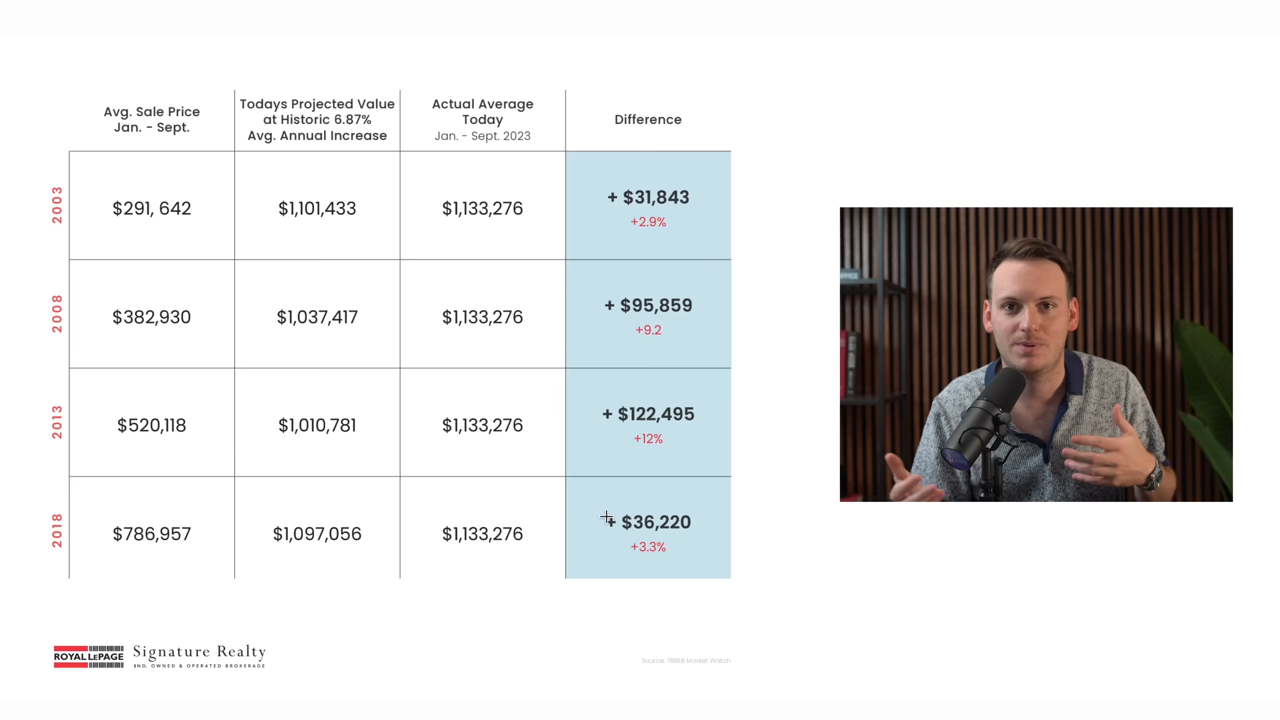 Avg. Sale Price
Jan. - Sept.
Todays Projected Value
at Historic 6.87%
Avg. Annual Increase
Actual Average
Today
Jan. - Sept. 2023
Difference
2003
$291, 642
$1,101,433
$1,133,276
+ $31,843
+2.9%
2008
$382,930
$1,037,417
$1,133,276
+ $95,859
+9.2
2013
$520,118
$1,010,781
$1,133,276
+ $122,495
+12%
2018
$786,957
$1,097,056
$1,133,276
+ $36,220
+3.3%
ROYAL LEPAGE
Signature Realty
IND. OWNED & OPERATED BROKERAGE
Source: TRREB Market Watch